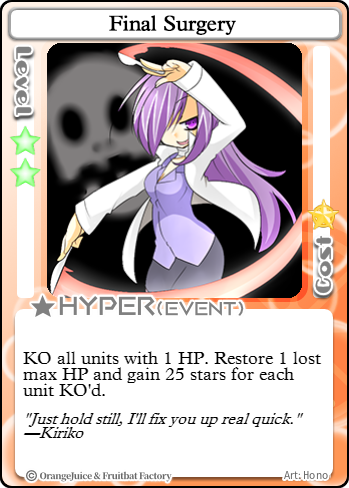 Final Surgery
Level
Cost
HYPER(EVENT)
KO all units with 1 HP. Restore 1 lost
max HP and gain 25 stars for each
unit KO'd.
"Just hold still, I'll fix you up real quick."
—Kiriko
© OrangeJuice & Fruitbat Factory
Art:Hono